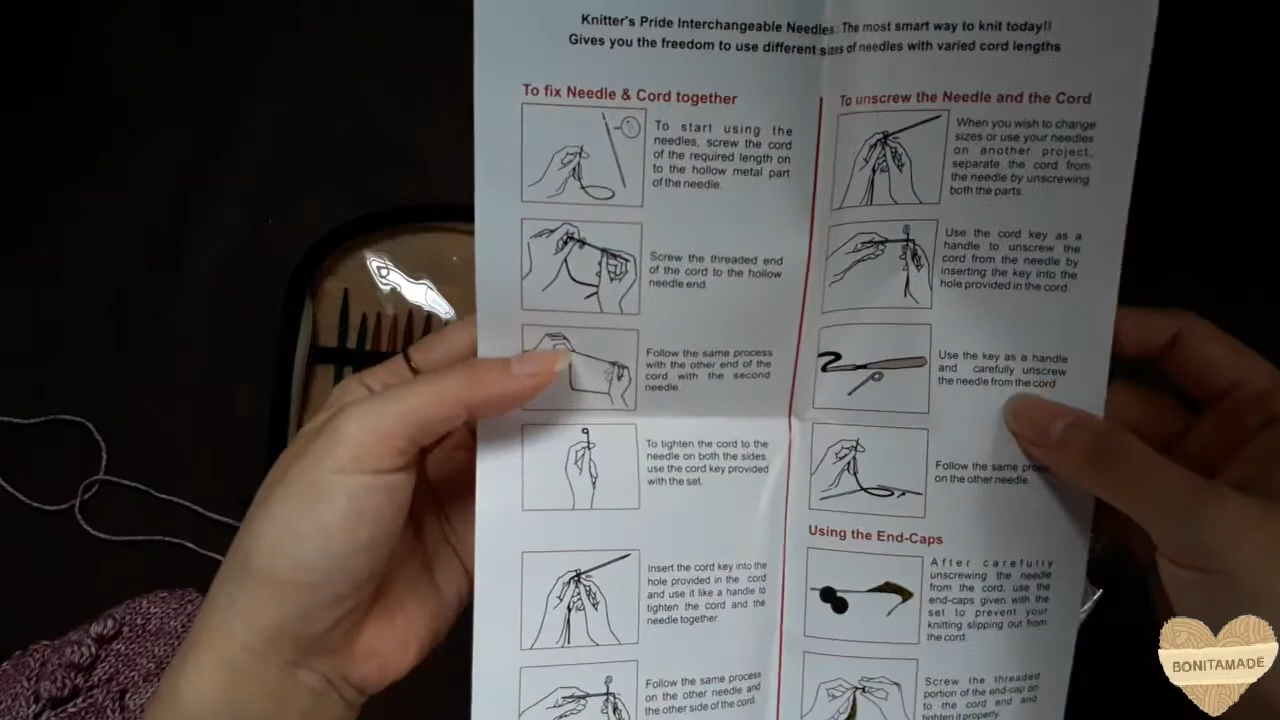 Knitter's Pride Interchangeable Needles: The most smart way to knit today!!
Gives you the freedom to use different sizes of needles with varied cord lengths
To fix Needle & Cord together
To start using the
needles, screw the cord
of the required length on
to the hollow metal part
of the needle.
Screw the threaded end
of the cord to the hollow
needle end.
Follow the same process
with the other end of the
cord with the second
needle.
To tighten the cord to the
needle on both the sides,
use the cord key provided
with the set.
Insert the cord key into the
hole provided in the cord
and use it like a handle to
tighten the cord and the
needle together.
Follow the same process
on the other needle and
the other side of the cord.
To unscrew the Needle and the Cord
When you wish to change
sizes or use your needles
on another project,
separate the cord from
the needle by unscrewing
both the parts.
Use the cord key as a
handle to unscrew the
cord from the needle by
inserting the key into the
hole provided in the cord.
Use the key as a handle
and carefully unscrew
the needle from the cord
Follow the same
on the other needle.
Using the End-Caps
After carefully
unscrewing the needle
from the cord, use the
end-caps given with the
set to prevent your
knitting slipping out from
the cord.
Screw the threaded
portion of the end-cap on
to the cord end and
tighten it properly.
BONITAMADE